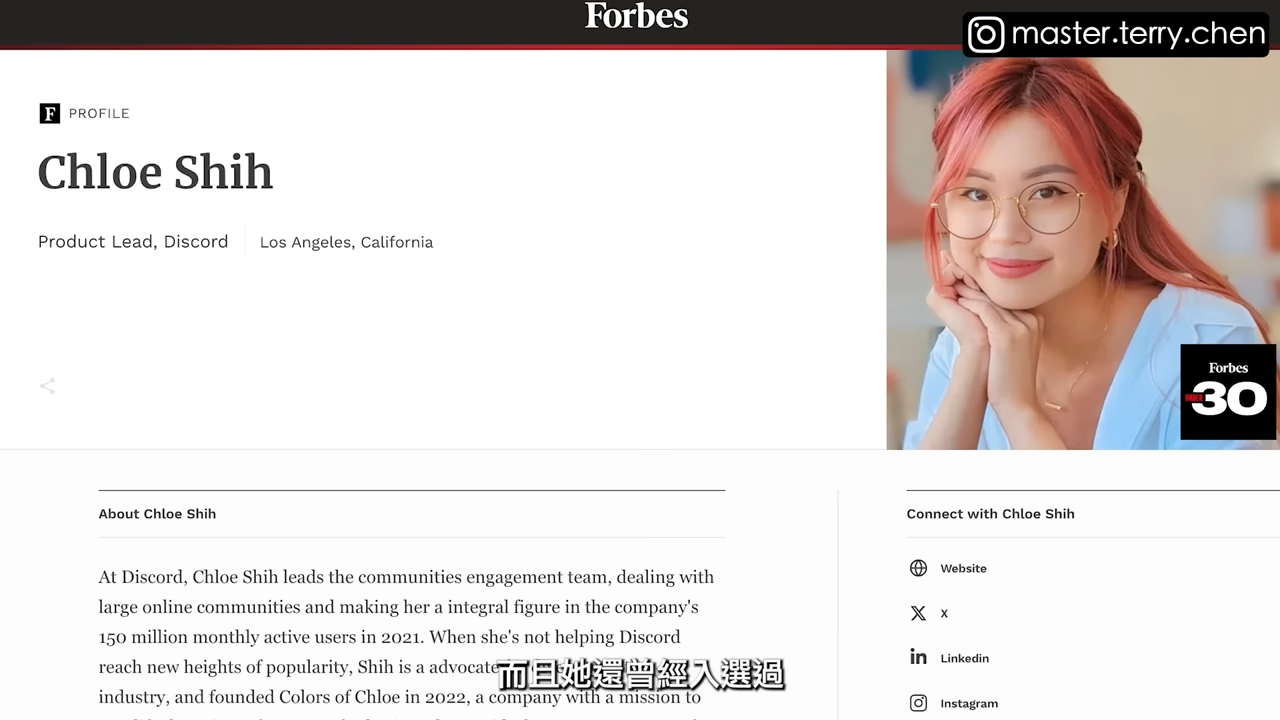 Forbes
master.terry.chen
F PROFILE
Chloe Shih
Product Lead, Discord
Los Angeles, California
Forbes
UNDER 30
About Chloe Shih
At Discord, Chloe Shih leads the communities engagement team, dealing with
large online communities and making her a integral figure in the company's
150 million monthly active users in 2021. When she's not helping Discord
reach new heights of popularity, Shih is a advocate
industry, and founded Colors of Chloe in 2022, a company with a mission to
Connect with Chloe Shih
Website
X
Linkedin
Instagram
而且她還曾經入選過